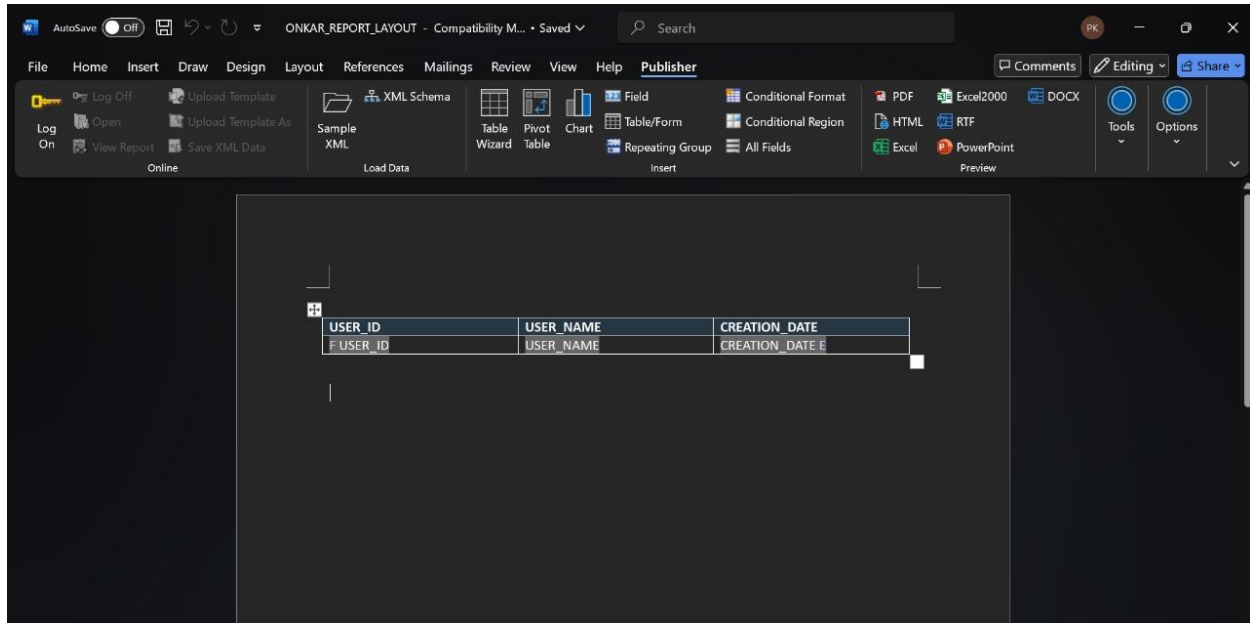 AutoSave Off ONKAR_REPORT_LAYOUT - Compatibility M... • Saved Search PK
File Home Insert Draw Design Layout References Mailings Review View Help Publisher Comments Editing Share
Log On
Log Off
Open
View Report
Upload Template
Upload Template As
Save XML Data
Online
Sample XML
XML Schema
Load Data
Table Wizard
Pivot Table
Chart
Field
Table/Form
Repeating Group
Conditional Format
Conditional Region
All Fields
Insert
PDF
HTML
Excel
Excel2000
RTF
PowerPoint
DOCX
Preview
Tools
Options
USER_ID USER_NAME CREATION_DATE
F USER_ID USER_NAME CREATION_DATE E